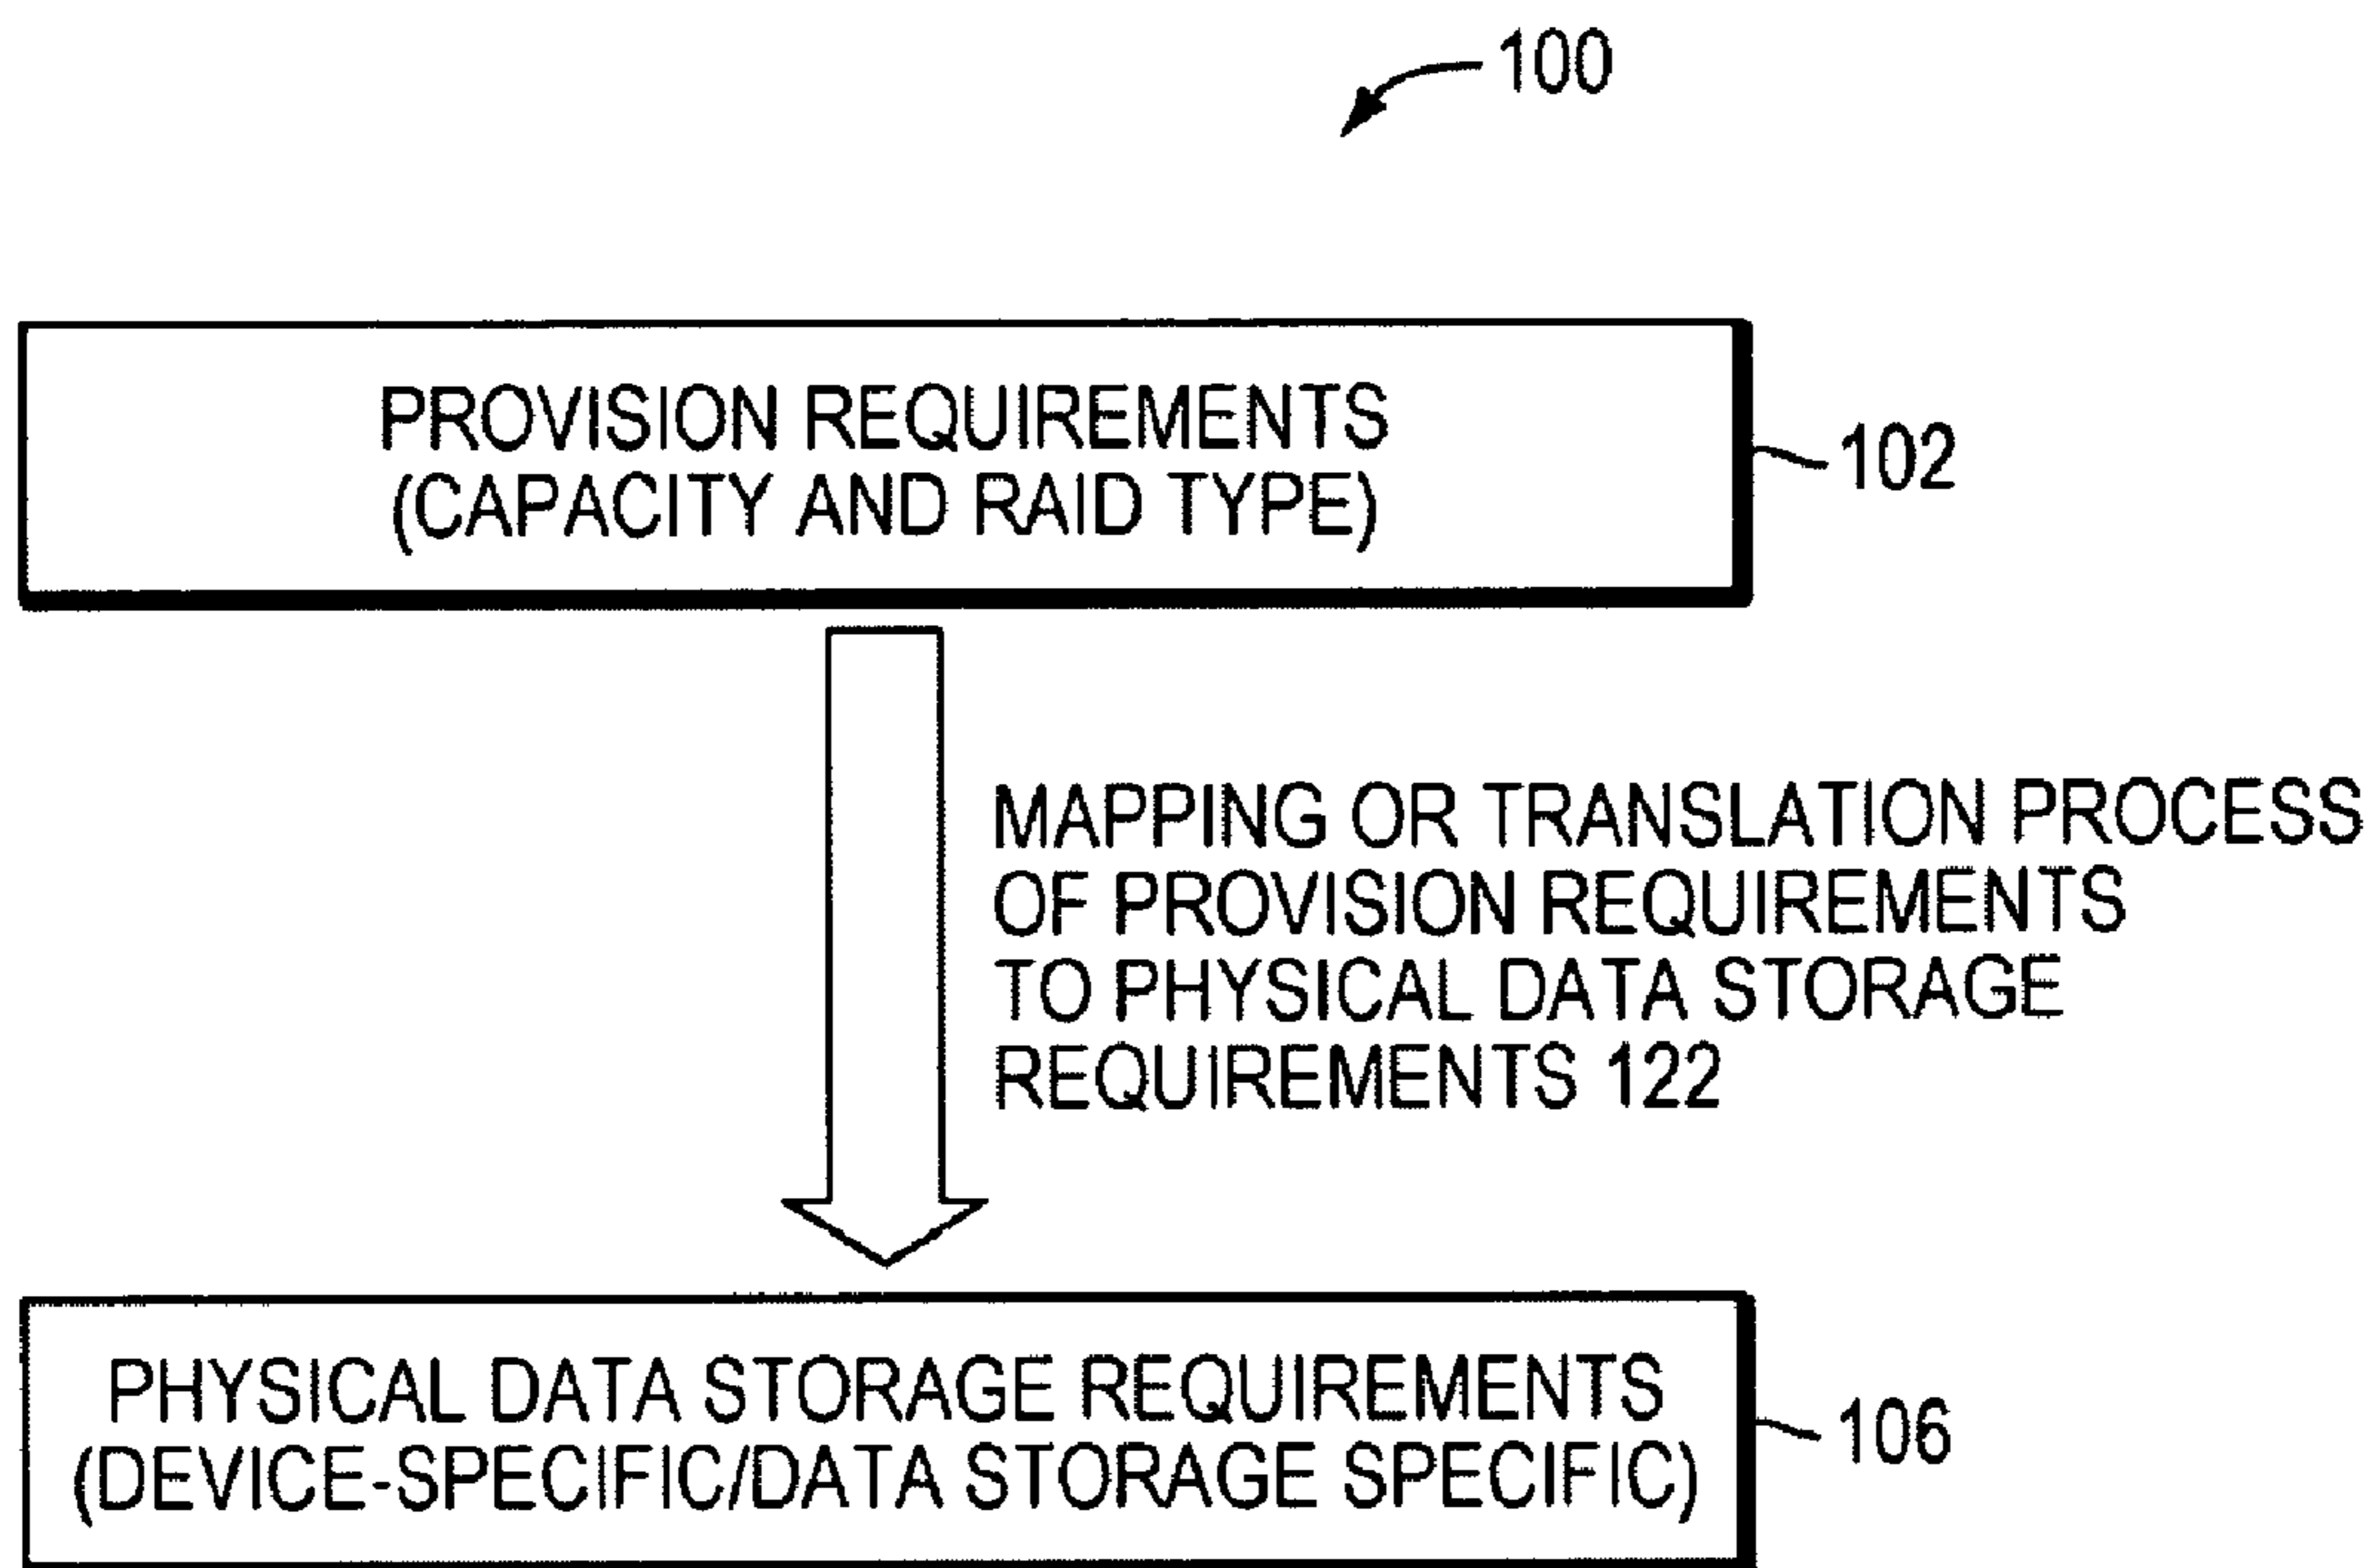 100
PROVISION REQUIREMENTS
(CAPACITY AND RAID TYPE)
102
MAPPING OR TRANSLATION PROCESS
OF PROVISION REQUIREMENTS
TO PHYSICAL DATA STORAGE
REQUIREMENTS 122
PHYSICAL DATA STORAGE REQUIREMENTS
(DEVICE-SPECIFIC/DATA STORAGE SPECIFIC)
106